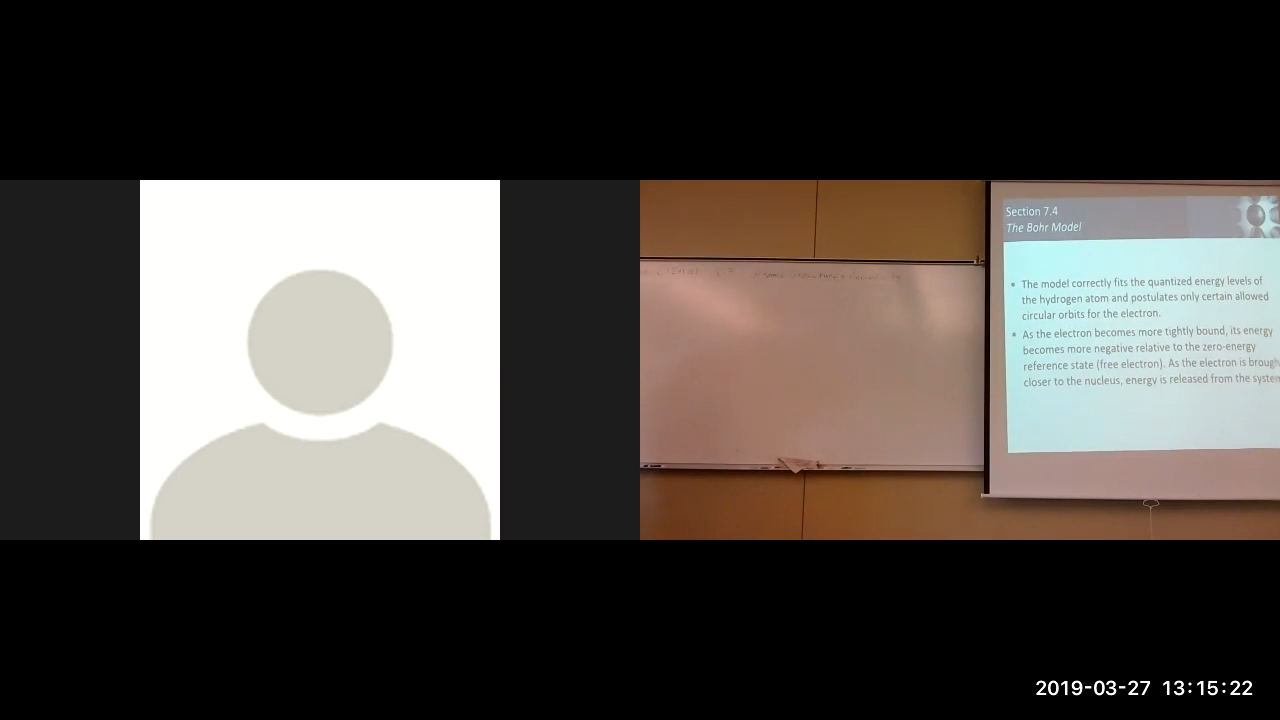 Section 7.4
The Bohr Model
The model correctly fits the quantized energy levels of
the hydrogen atom and postulates only certain allowed
circular orbits for the electron.
As the electron becomes more tightly bound, its energy
becomes more negative relative to the zero-energy
reference state (free electron). As the electron is brough
closer to the nucleus, energy is released from the system
2019-03-27 13:15:22